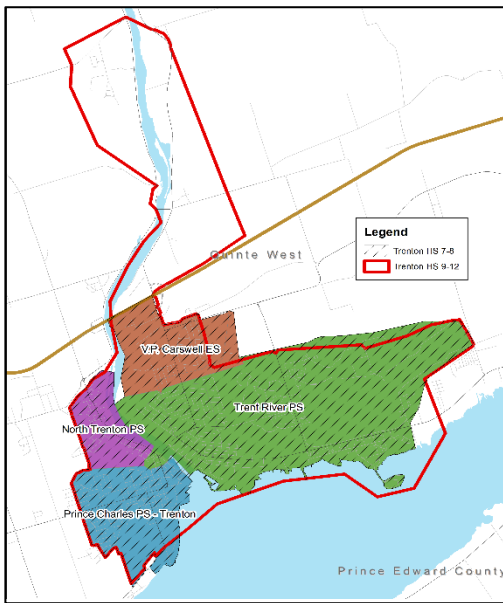 Quinte West
Legend
Trenton HS 7-8
Trenton HS 9-12
V.P. Carswell ES
Trent River PS
North Trenton PS
Prince Charles PS - Trenton
Prince Edward County